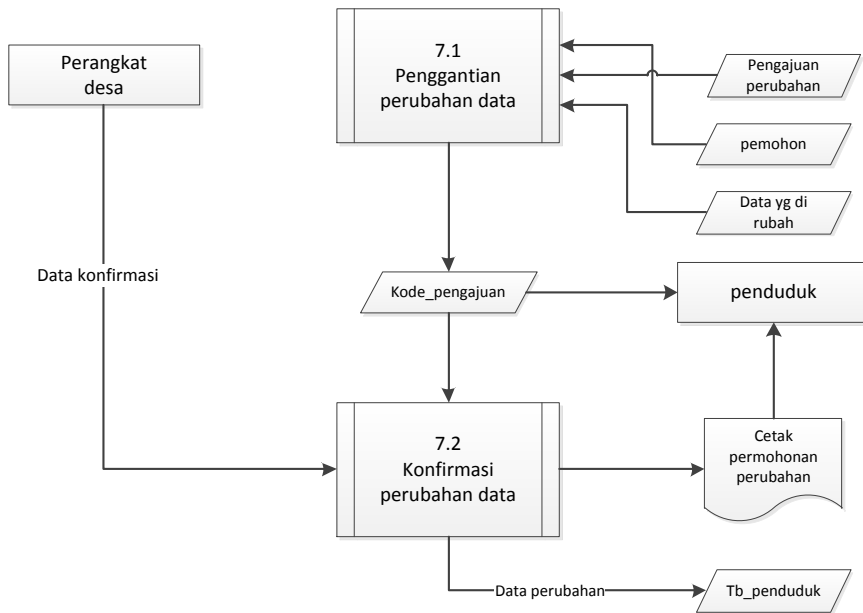 Perangkat
desa
7.1
Penggantian
perubahan data
Pengajuan
perubahan
pemohon
Data yg di
rubah
Data konfirmasi
Kode_pengajuan
penduduk
7.2
Konfirmasi
perubahan data
Cetak
permohonan
perubahan
Data perubahan
Tb_penduduk